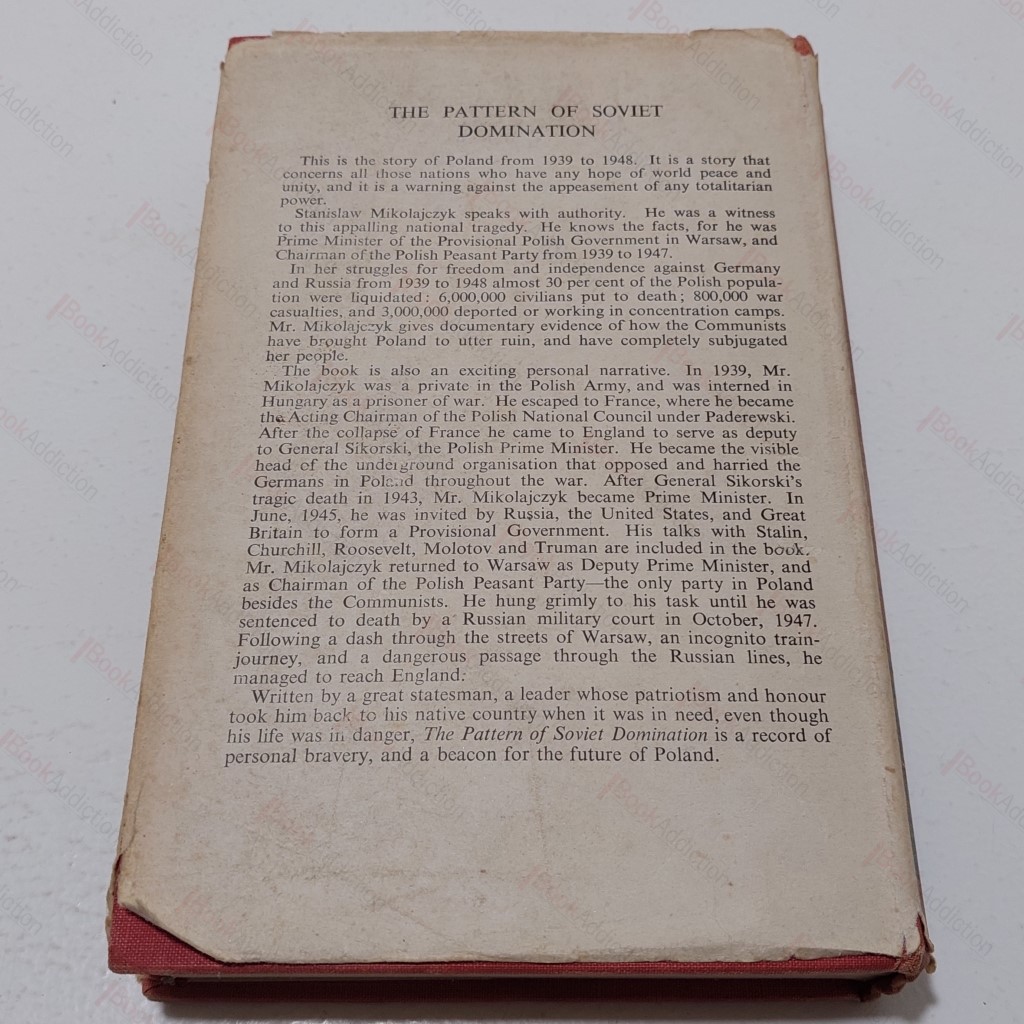 THE PATTERN OF SOVIET
DOMINATION
This is the story of Poland from 1939 to 1948. It is a story that
concerns all those nations who have any hope of world peace and
unity, and it is a warning against the appeasement of any totalitarian
power.
Stanislaw Mikolajczyk speaks with authority. He was a witness
to this appalling national tragedy. He knows the facts, for he was
Prime Minister of the Provisional Polish Government in Warsaw, and
Chairman of the Polish Peasant Party from 1939 to 1947.
In her struggles for freedom and independence against Germany
and Russia from 1939 to 1948 almost 30 per cent of the Polish popula-
tion were liquidated: 6,000,000 civilians put to death; 800,000 war
casualties, and 3,000,000 deported or working in concentration camps.
Mr. Mikolajczyk gives documentary evidence of how the Communists
have brought Poland to utter ruin, and have completely subjugated
her people.
The book is also an exciting personal narrative. In 1939, Mr.
Mikolajczyk was a private in the Polish Army, and was interned in
Hungary as a prisoner of war. He escaped to France, where he became
the Acting Chairman of the Polish National Council under Paderewski.
After the collapse of France he came to England to serve as deputy
to General Sikorski, the Polish Prime Minister. He became the visible
head of the underground organisation that opposed and harried the
Germans in Poland throughout the war. After General Sikorski's
tragic death in 1943, Mr. Mikolajczyk became Prime Minister. In
June, 1945, he was invited by Russia, the United States, and Great
Britain to form a Provisional Government. His talks with Stalin,
Churchill, Roosevelt, Molotov and Truman are included in the book.
Mr. Mikolajczyk returned to Warsaw as Deputy Prime Minister, and
as Chairman of the Polish Peasant Party—the only party in Poland
besides the Communists. He hung grimly to his task until he was
sentenced to death by a Russian military court in October, 1947.
Following a dash through the streets of Warsaw, an incognito train-
journey, and a dangerous passage through the Russian lines, he
managed to reach England.
Written by a great statesman, a leader whose patriotism and honour
took him back to his native country when it was in need, even though
his life was in danger, The Pattern of Soviet Domination is a record of
personal bravery, and a beacon for the future of Poland.
BookAddiction